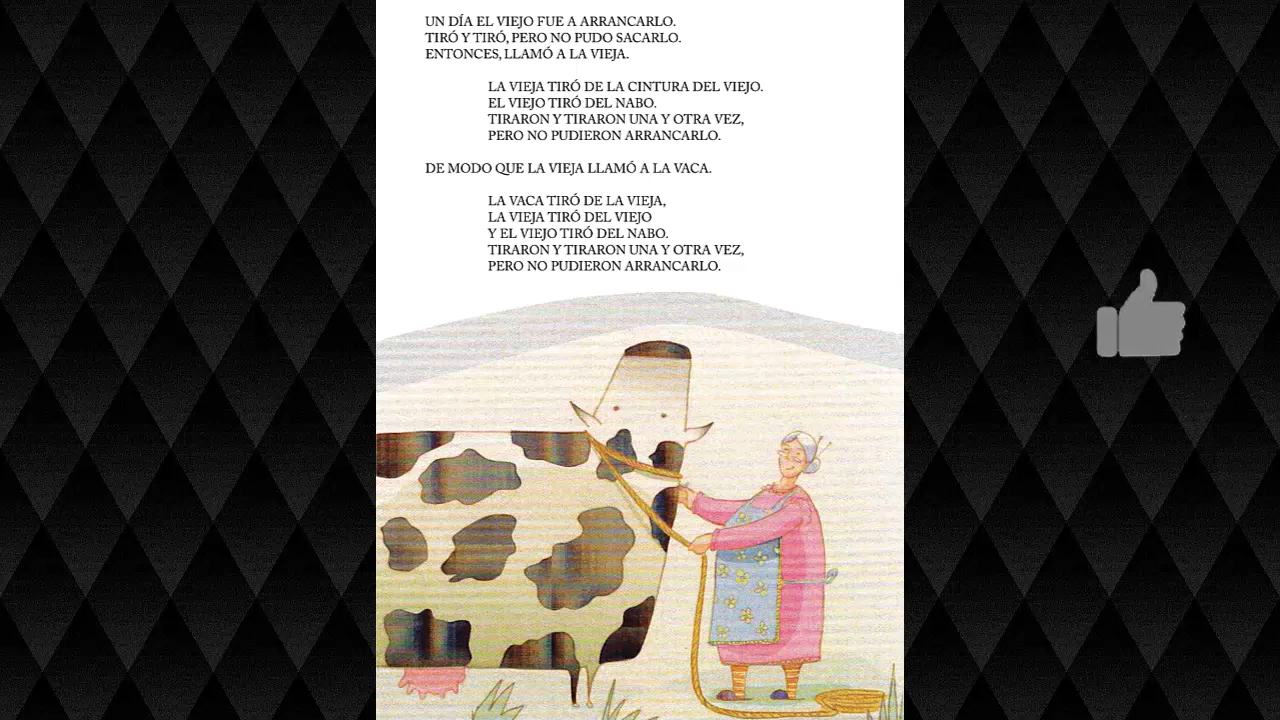 UN DÍA EL VIEJO FUE A ARRANCARLO.
TIRÓ Y TIRÓ, PERO NO PUDO SACARLO.
ENTONCES, LLAMÓ A LA VIEJA.
LA VIEJA TIRÓ DE LA CINTURA DEL VIEJO.
EL VIEJO TIRÓ DEL NABO.
TIRARON Y TIRARON UNA Y OTRA VEZ,
PERO NO PUDIERON ARRANCARLO.
DE MODO QUE LA VIEJA LLAMÓ A LA VACA.
LA VACA TIRÓ DE LA VIEJA,
LA VIEJA TIRÓ DEL VIEJO
Y EL VIEJO TIRÓ DEL NABO.
TIRARON Y TIRARON UNA Y OTRA VEZ,
PERO NO PUDIERON ARRANCARLO.